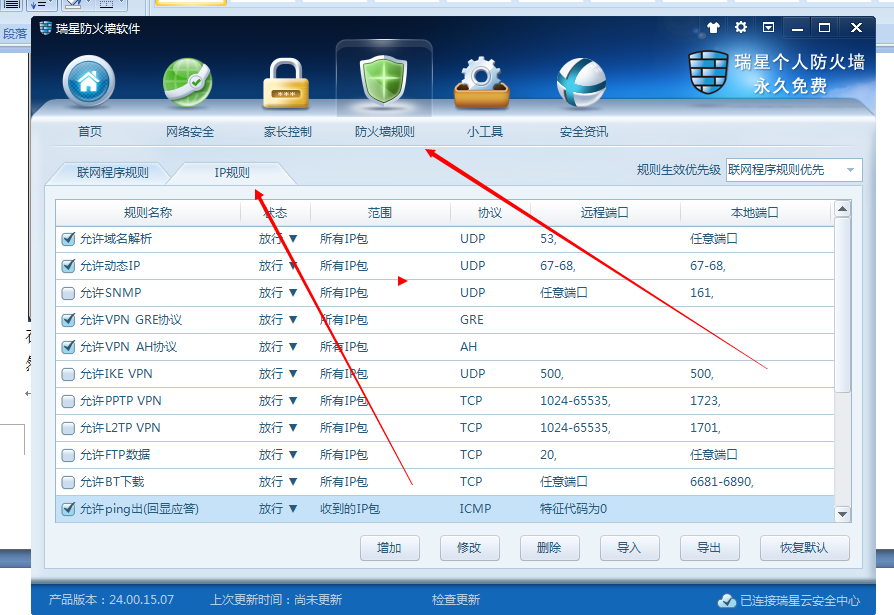 段落
瑞星防火墙软件
瑞星个人防火墙
永久免费
首页 网络安全 家长控制 防火墙规则 小工具 安全资讯
联网程序规则 IP规则 规则生效优先级 联网程序规则优先
规则名称 状态 范围 协议 远程端口 本地端口
允许域名解析 放行 所有IP包 UDP 53, 任意端口
允许动态IP 放行 所有IP包 UDP 67-68, 67-68,
允许SNMP 放行 所有IP包 UDP 任意端口 161,
允许VPN GRE协议 放行 所有IP包 GRE
允许VPN AH协议 放行 所有IP包 AH
允许IKE VPN 放行 所有IP包 UDP 500, 500,
允许PPTP VPN 放行 所有IP包 TCP 1024-65535, 1723,
允许L2TP VPN 放行 所有IP包 TCP 1024-65535, 1701,
允许FTP数据 放行 所有IP包 TCP 20, 任意端口
允许BT下载 放行 所有IP包 TCP 任意端口 6681-6890,
允许ping出(回显应答) 放行 收到的IP包 ICMP 特征代码为0
增加 修改 删除 导入 导出 恢复默认
产品版本：24.00.15.07 上次更新时间：尚未更新 检查更新 已连接瑞星云安全中心